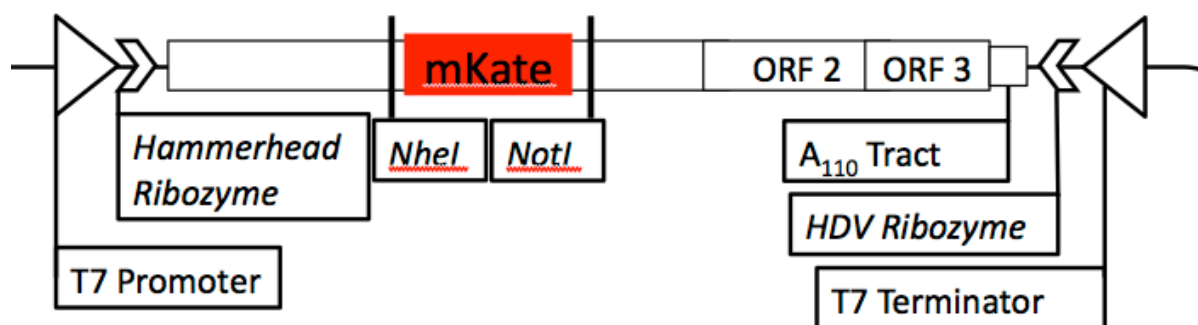 mKate
ORF 2
ORF 3
Hammerhead
Ribozyme
NheI
NotI
A110 Tract
HDV Ribozyme
T7 Promoter
T7 Terminator